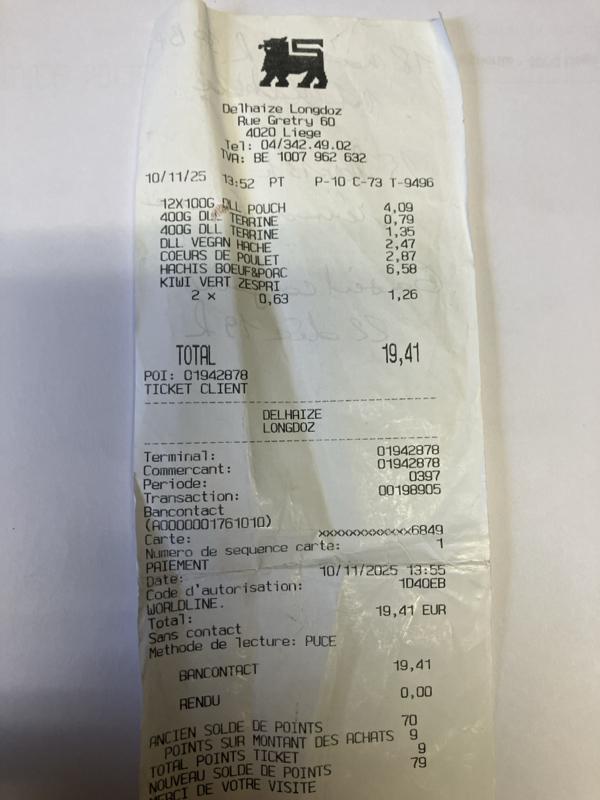 Delhaize Longdoz
Rue Gretry 60
4020 Liege
Tel: 04/342.49.02
TVA: BE 1007 962 632
10/11/25 13:52 PT P-10 C-73 T-9496
12X100G DLL POUCH 4,09
400G DLL TERRINE 0,79
400G DLL TERRINE 1,35
DLL VEGAN HACHE 2,47
COEURS DE POULET 2,87
HACHIS BOEUF&PORC 6,58
KIWI VERT ZESPRI
2 x 0,63 1,26
TOTAL 19,41
POI: 01942878
TICKET CLIENT
DELHAIZE
LONGDOZ
Terminal: 01942878
Commercant: 01942878
Periode: 0397
Transaction: 00198905
Bancontact
(A0000001761010)
Carte: xxxxxxxxxxxxx6849
Numero de sequence carte: 1
PAIEMENT
Date: 10/11/2025 13:55
Code d'autorisation: 1D40EB
WORLDLINE.
Total: 19,41 EUR
Sans contact
Methode de lecture: PUCE
BANCONTACT 19,41
RENDU 0,00
ANCIEN SOLDE DE POINTS 70
POINTS SUR MONTANT DES ACHATS 9
TOTAL POINTS TICKET 9
NOUVEAU SOLDE DE POINTS 79
MERCI DE VOTRE VISITE